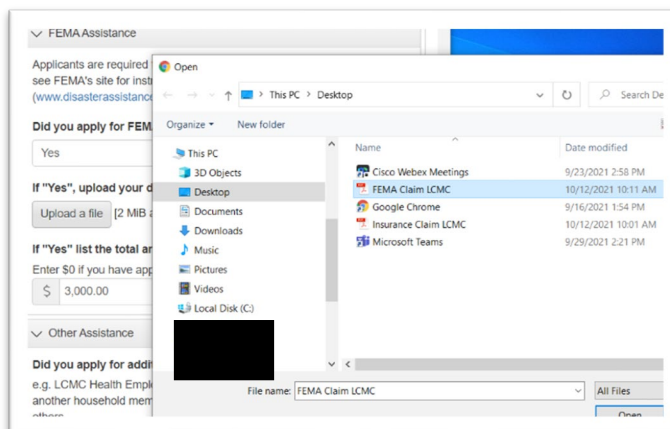 FEMA Assistance
Applicants are required
see FEMA's site for inst
(www.disasterassistance
Did you apply for FEM
Yes
If "Yes", upload your d
Upload a file [2 MiB a
If "Yes" list the total ar
Enter $0 if you have app
$ 3,000.00
Other Assistance
Did you apply for addit
e.g. LCMC Health Emplo
another household mem
others
Open
This PC > Desktop
Search De
Organize
New folder
This PC
3D Objects
Desktop
Documents
Downloads
Music
Pictures
Videos
Local Disk (C:)
Name Date modified
Cisco Webex Meetings 9/23/2021 2:58 PM
FEMA Claim LCMC 10/12/2021 10:11 AM
Google Chrome 9/16/2021 1:54 PM
Insurance Claim LCMC 10/12/2021 10:01 AM
Microsoft Teams 9/29/2021 2:21 PM
File name: FEMA Claim LCMC
All Files
Open